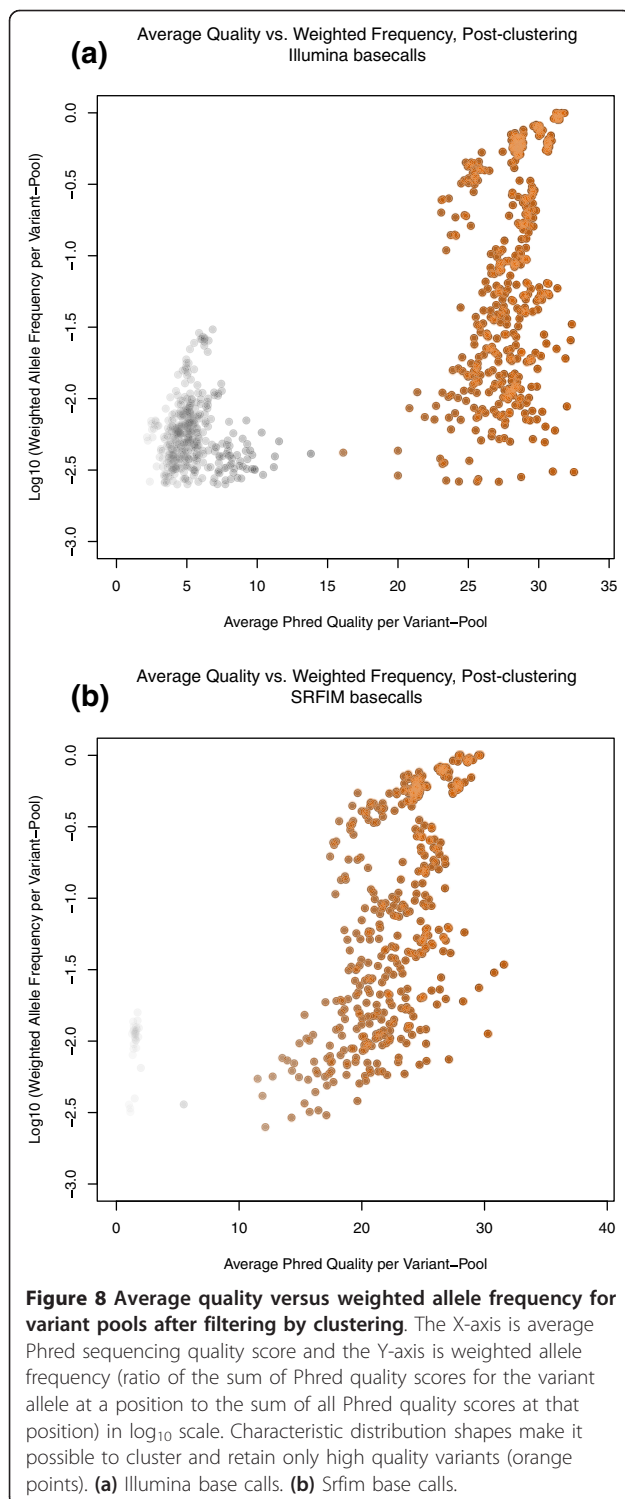 (a)
Average Quality vs. Weighted Frequency, Post-clustering
Illumina basecalls
Log10 (Weighted Allele Frequency per Variant–Pool)
0.0
−0.5
−1.0
−1.5
−2.0
−2.5
−3.0
0 5 10 15 20 25 30 35
Average Phred Quality per Variant–Pool
(b)
Average Quality vs. Weighted Frequency, Post-clustering
SRFIM basecalls
Log10 (Weighted Allele Frequency per Variant–Pool)
0.0
−0.5
−1.0
−1.5
−2.0
−2.5
−3.0
0 10 20 30 40
Average Phred Quality per Variant–Pool
Figure 8 Average quality versus weighted allele frequency for
variant pools after filtering by clustering. The X-axis is average
Phred sequencing quality score and the Y-axis is weighted allele
frequency (ratio of the sum of Phred quality scores for the variant
allele at a position to the sum of all Phred quality scores at that
position) in log10 scale. Characteristic distribution shapes make it
possible to cluster and retain only high quality variants (orange
points). (a) Illumina base calls. (b) Srfim base calls.